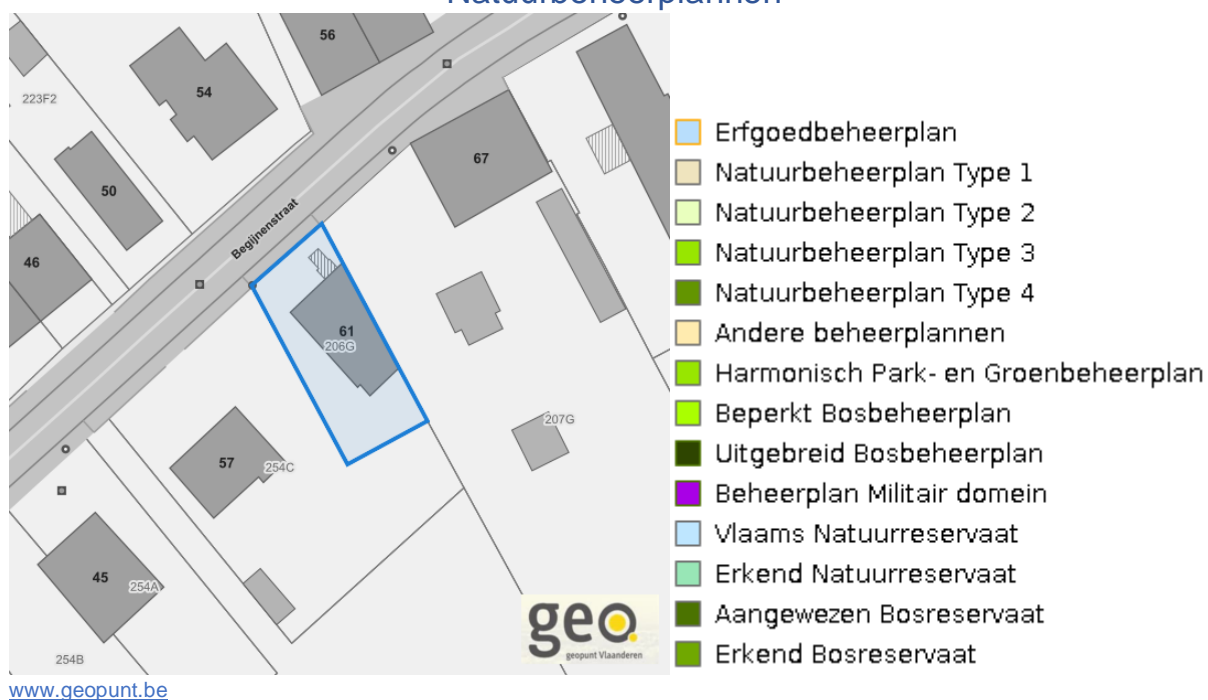 Natuurbeheerplannen
56
54
223F2
67
50
Begijnenstraat
46
61
206G
207G
57
254C
45
254A
254B
geo
geopunt Vlaanderen
Erfgoedbeheerplan
Natuurbeheerplan Type 1
Natuurbeheerplan Type 2
Natuurbeheerplan Type 3
Natuurbeheerplan Type 4
Andere beheerplannen
Harmonisch Park- en Groenbeheerplan
Beperkt Bosbeheerplan
Uitgebreid Bosbeheerplan
Beheerplan Militair domein
Vlaams Natuurreservaat
Erkend Natuurreservaat
Aangewezen Bosreservaat
Erkend Bosreservaat
www.geopunt.be